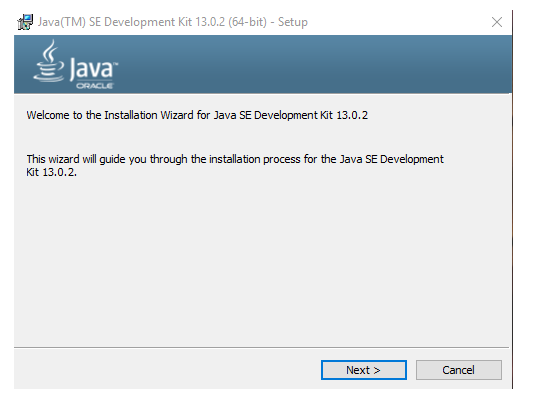 Java(TM) SE Development Kit 13.0.2 (64-bit) - Setup
Java™
ORACLE
Welcome to the Installation Wizard for Java SE Development Kit 13.0.2
This wizard will guide you through the installation process for the Java SE Development
Kit 13.0.2.
Next >
Cancel